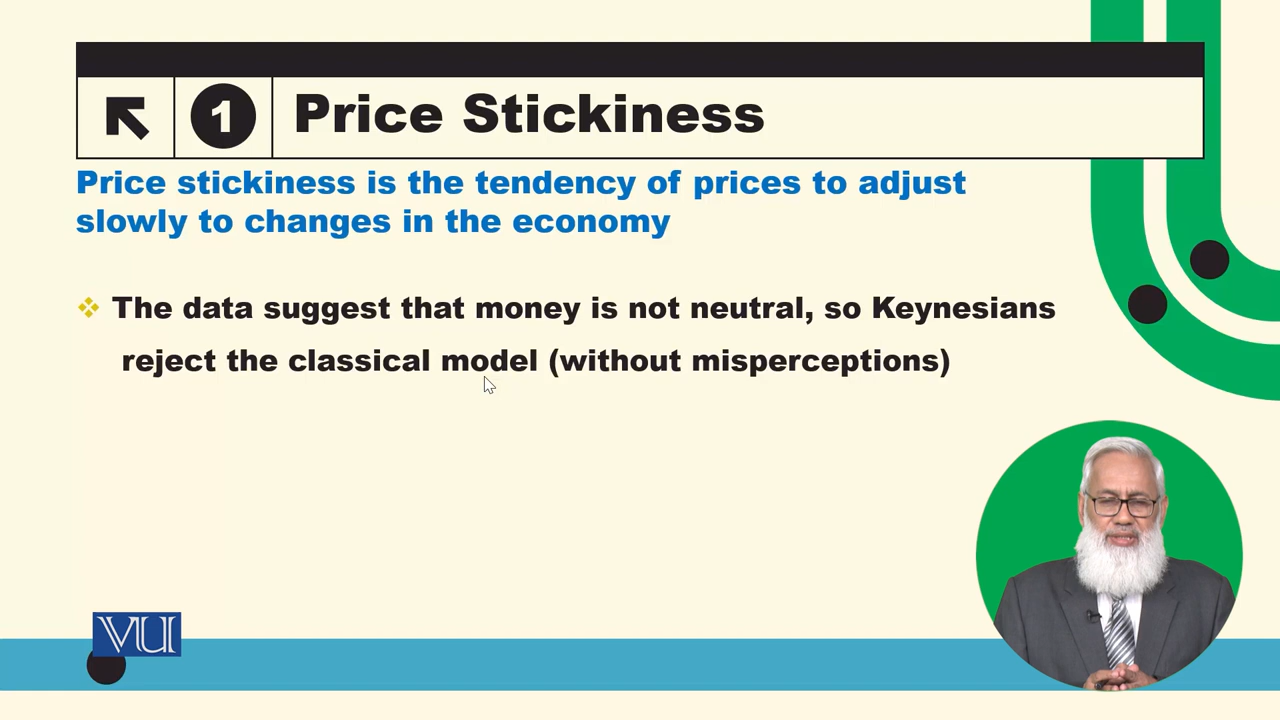 1 Price Stickiness
Price stickiness is the tendency of prices to adjust
slowly to changes in the economy
❖ The data suggest that money is not neutral, so Keynesians
reject the classical model (without misperceptions)
VU